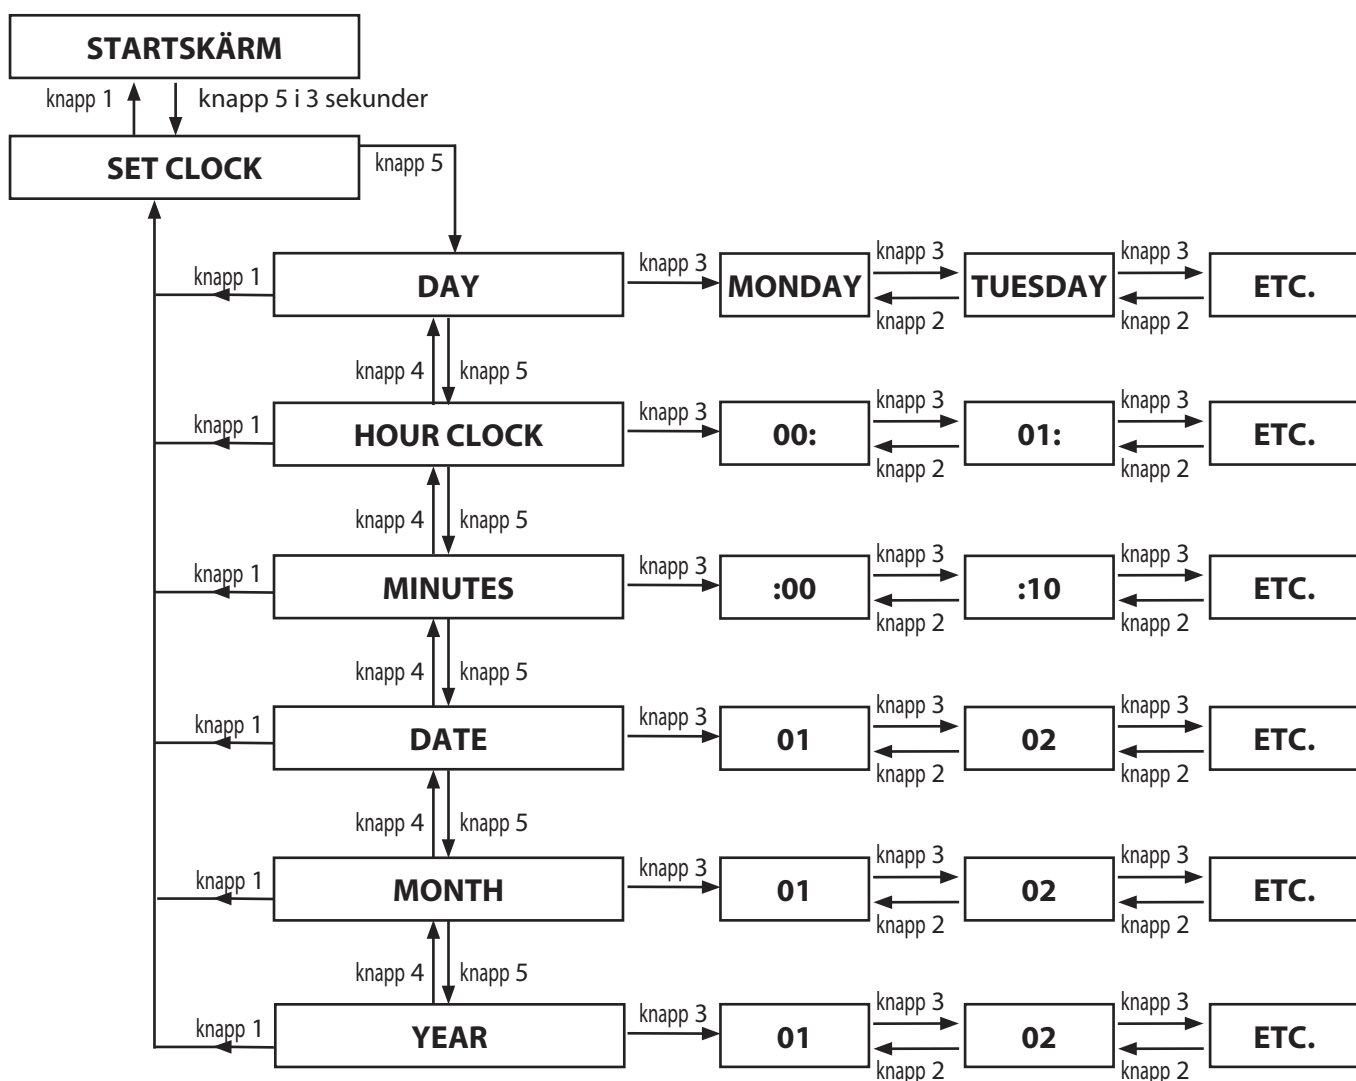 STARTSKÄRM
knapp 1 knapp 5 i 3 sekunder
SET CLOCK
knapp 5
knapp 1 DAY knapp 3 MONDAY knapp 3 TUESDAY knapp 3 ETC.
knapp 2 knapp 2
knapp 4 knapp 5
knapp 1 HOUR CLOCK knapp 3 00: knapp 3 01: knapp 3 ETC.
knapp 2 knapp 2
knapp 4 knapp 5
knapp 1 MINUTES knapp 3 :00 knapp 3 :10 knapp 3 ETC.
knapp 2 knapp 2
knapp 4 knapp 5
knapp 1 DATE knapp 3 01 knapp 3 02 knapp 3 ETC.
knapp 2 knapp 2
knapp 4 knapp 5
knapp 1 MONTH knapp 3 01 knapp 3 02 knapp 3 ETC.
knapp 2 knapp 2
knapp 4 knapp 5
knapp 1 YEAR knapp 3 01 knapp 3 02 knapp 3 ETC.
knapp 2 knapp 2